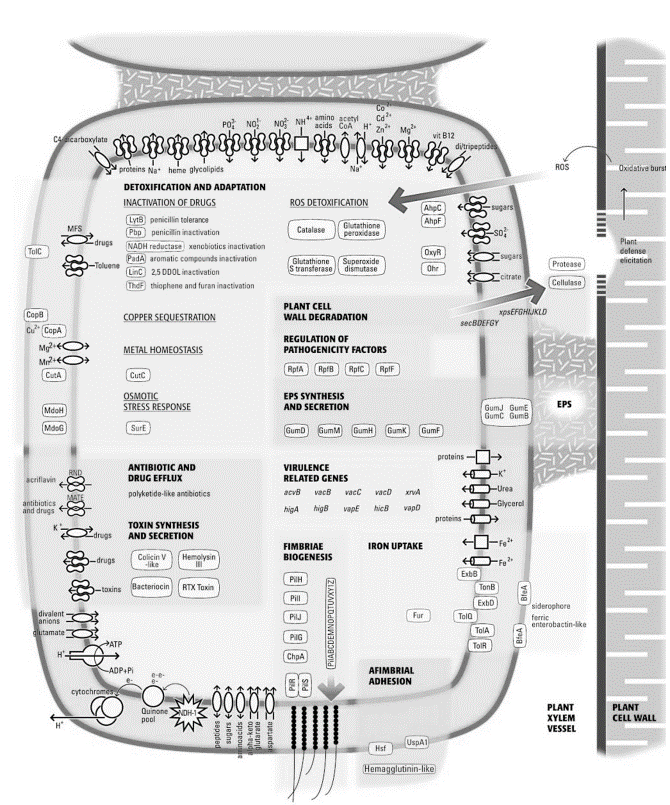 C4-dicarboxylate
proteins
Na⁺
heme
glycolipods
PO₄³⁻
NO₂¹⁻
NO₃²⁻
NH⁴⁺
amino
acids
acetyl
CoA
H⁺
Na⁺
Co²⁺
Cd²⁺
Zn²⁺
Mg²⁺
vit B12
di/tripeptides
ROS
Oxidative burst
DETOXIFICATION AND ADAPTATION
INACTIVATION OF DRUGS
LytB penicillin tolerance
Pbp penicillin inactivation
NADH reductase xenobiotics inactivation
PadA aromatic compounds inactivation
LinC 2,5 DDOL inactivation
ThdF thiophene and furan inactivation
ROS DETOXIFICATION
Catalase
Glutathione
peroxidase
Glutathione
S transferase
Superoxide
dismutase
AhpC
AhpF
OxyR
Ohr
sugars
SO₄²⁻
sugars
citrate
Plant
defense
elicitation
Protease
Cellulase
MFS
drugs
TolC
Toluene
COPPER SEQUESTRATION
CopB
Cu²⁺
CopA
METAL HOMEOSTASIS
Mg²⁺
Mn²⁺
CutA
CutC
OSMOTIC
STRESS RESPONSE
MdoH
MdoG
SurE
PLANT CELL
WALL DEGRADATION
xpsEFGHIJKLD
secBDEFGY
REGULATION OF
PATHOGENICITY FACTORS
RpfA RpfB RpfC RpfF
EPS SYNTHESIS
AND SECRETION
GumD GumM GumH GumK GumF
GumJ GumE
GumC GumB
EPS
ANTIBIOTIC AND
DRUG EFFLUX
polyketide-like antibiotics
RND
acriflavin
MATE
antibiotics
and drugs
K⁺
drugs
drugs
toxins
TOXIN SYNTHESIS
AND SECRETION
Colicin V
-like
Hemolysin
III
Bacteriocin
RTX Toxin
VIRULENCE
RELATED GENES
acvB vacB vacC vacD xrvA
higA higB vapE hicB vapD
proteins
K⁺
Urea
Glycerol
proteins
Fe²⁺
Fe²⁺
FIMBRIAE
BIOGENESIS
PilH
PilI
PilJ
PilG
ChpA
PilR PilS
PilABCDEMNOPQTUVXY1Z
IRON UPTAKE
Fur
ExbB
TonB
ExbD
TolQ
TolA
TolR
BfeA
BfeA
siderophore
ferric
enterobactin-like
divalent
anions
glutamate
H⁺
ATP
ADP+Pi
cytochromes
H⁺
e-
e-e-
e-
Quinone
pool
NDH-1
peptides
sugars
aminoacids
alpha-keto
glutarate
aspartate
AFIMBRIAL
ADHESION
Hsf
UspA1
Hemagglutinin-like
PLANT
XYLEM
VESSEL
PLANT
CELL WALL